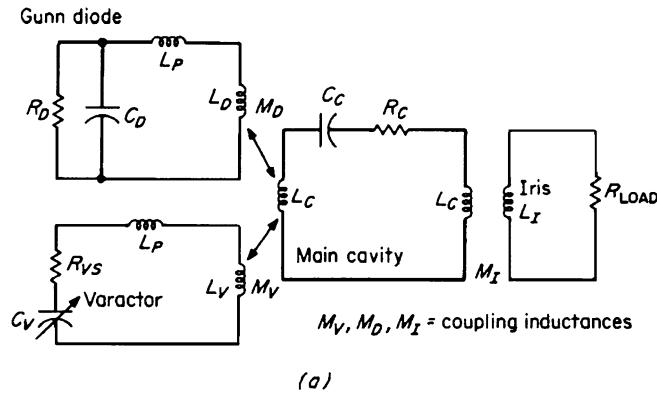 Gunn diode
L_P
R_D
C_D
L_D
M_D
C_C
R_C
L_C
L_C
Iris
L_I
R_LOAD
Main cavity
M_I
L_P
R_VS
C_V
Varactor
L_V
M_V
M_V, M_D, M_I = coupling inductances
(a)